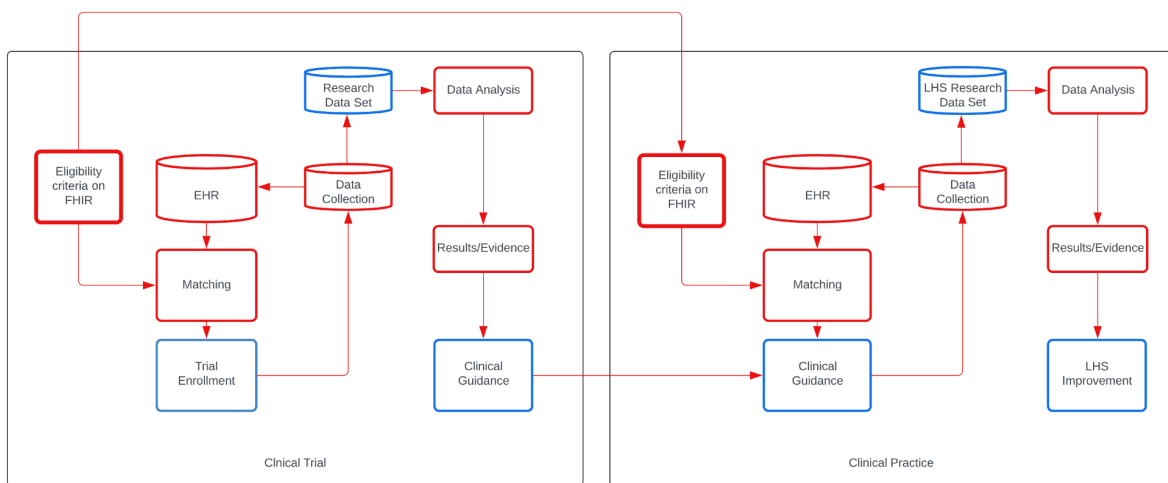 Research
Data Set
Data Analysis
Eligibility
criteria on
FHIR
EHR
Data
Collection
Results/Evidence
Matching
Trial
Enrollment
Clinical
Guidance
Clnical Trial
LHS Research
Data Set
Data Analysis
Eligibility
criteria on
FHIR
EHR
Data
Collection
Results/Evidence
Matching
Clinical
Guidance
LHS
Improvement
Clinical Practice